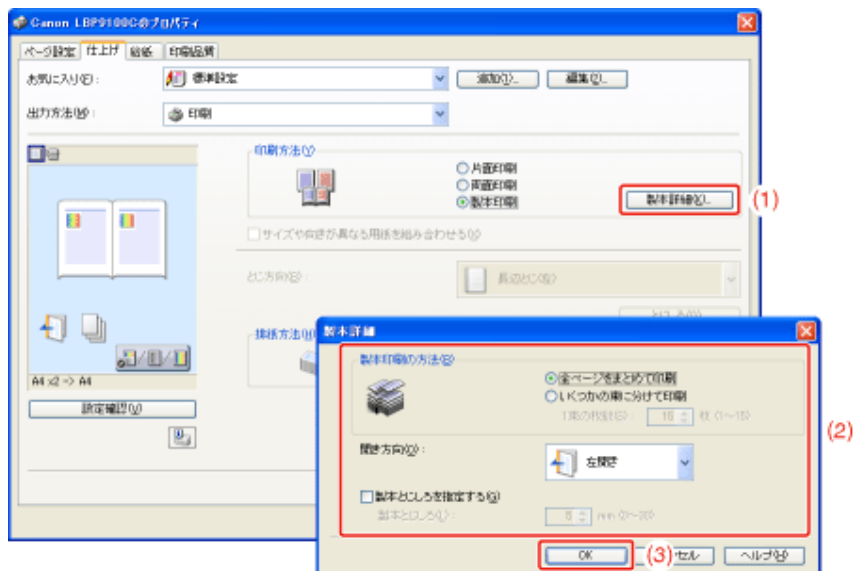 Canon LBP9100Cのプロパティ
ページ設定 仕上げ 給紙 印刷品質
お気に入り(F): 標準設定 追加(1)... 編集(2)...
出力方法(M): 印刷
印刷方法(Y)
片面印刷
両面印刷
製本印刷
製本詳細(X)... (1)
サイズや向きが異なる用紙を組み合わせる(K)
とじ方向(B): 長辺とじ(左)
排紙方法(H)
A4 x2 -> A4
設定確認(V)
製本詳細
製本印刷の方法(B)
全ページをまとめて印刷
いくつかの束に分けて印刷
1束の枚数(S): 15 枚 (1~15)
(2)
開き方向(O): 左開き
製本とじしろを指定する(G)
製本とじしろ(L): mm (0~30)
OK (3) セル ヘルプ(H)